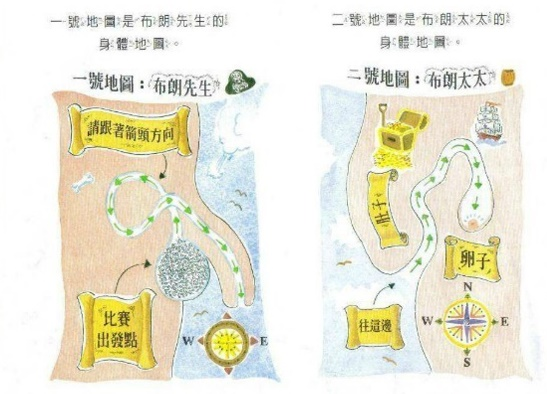 一號地圖是布朗先生的
身體地圖。
一號地圖：布朗先生
請跟著箭頭方向
比賽
出發點
W
E
二號地圖是布朗太太的
身體地圖。
二號地圖：布朗太太
肚子
卵子
往這邊
N
W
E
S